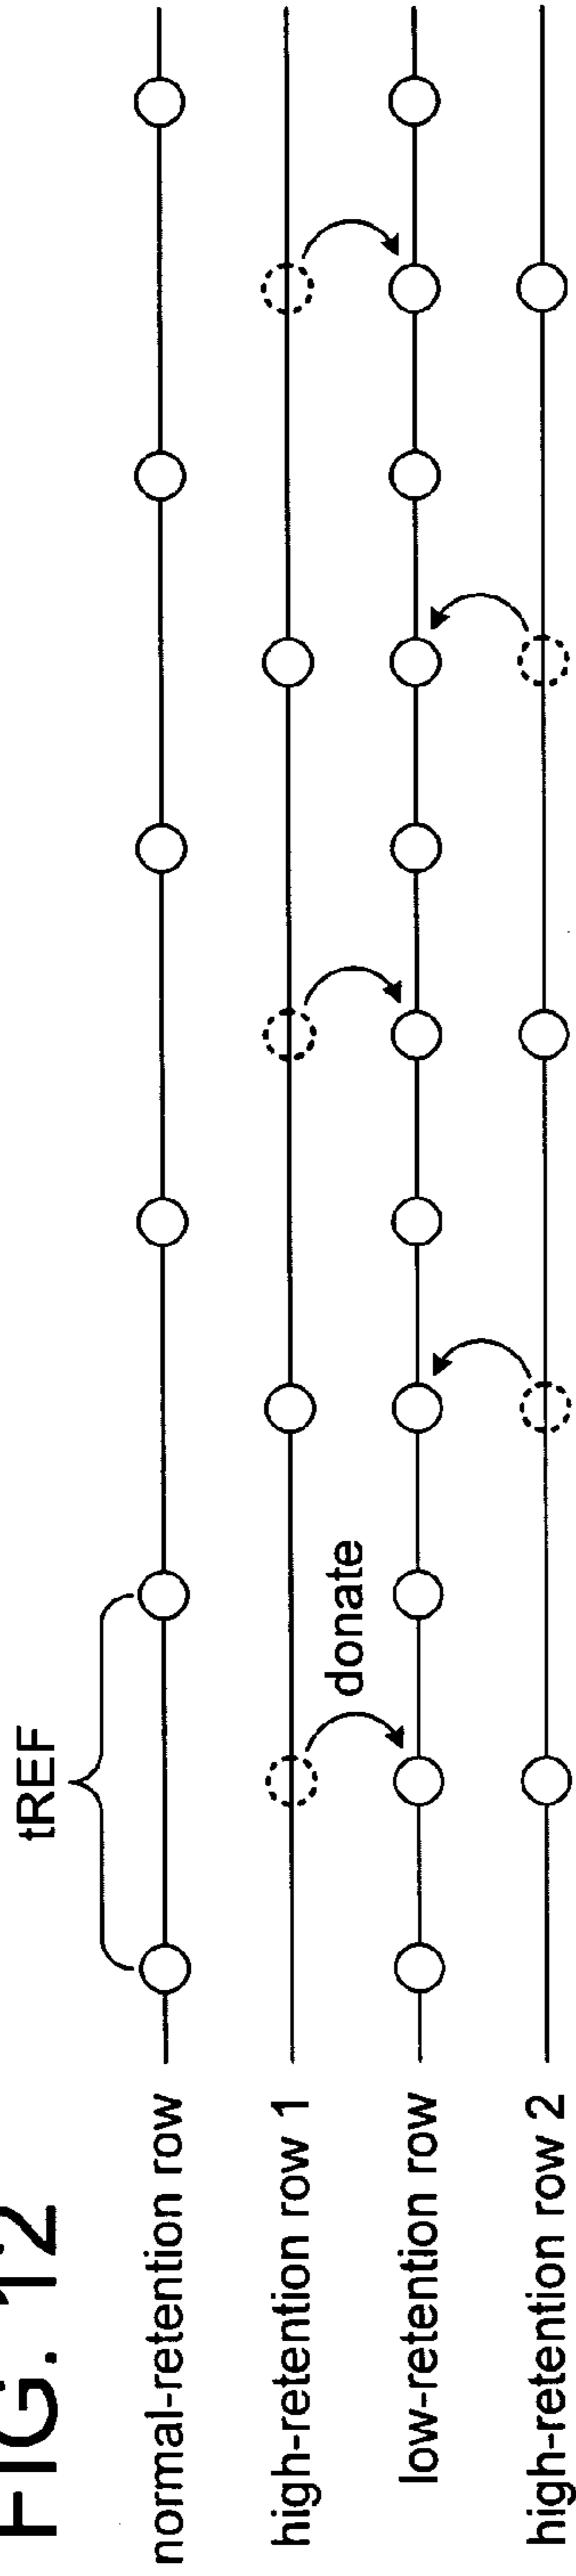 FIG. 12
tREF
normal-retention row
high-retention row 1
donate
low-retention row
high-retention row 2